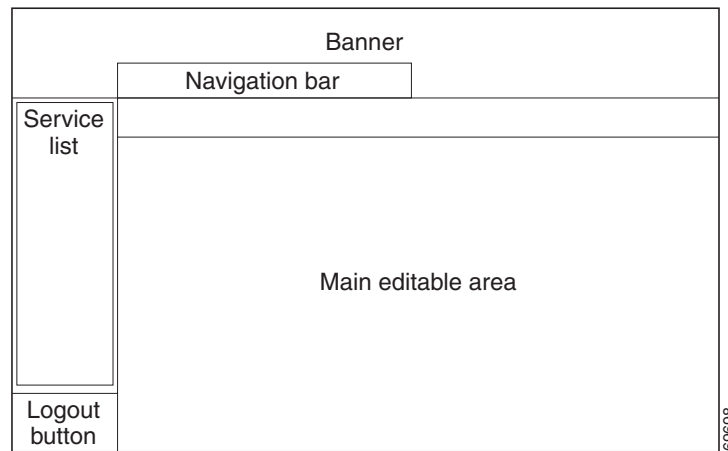 Banner
Navigation bar
Service
list
Main editable area
Logout
button